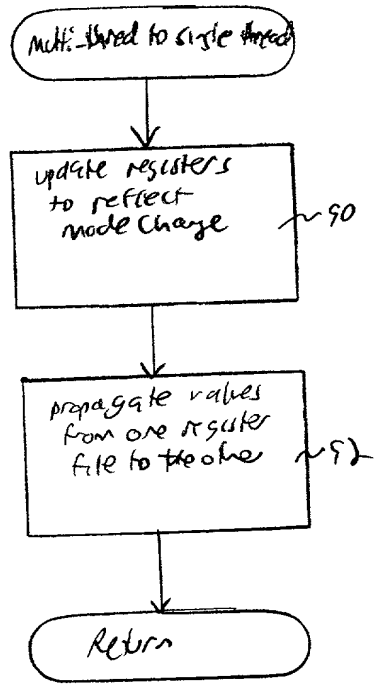 Multi-thread to single thread
update registers
to reflect
mode change
90
propagate values
from one register
file to the other
92
Return